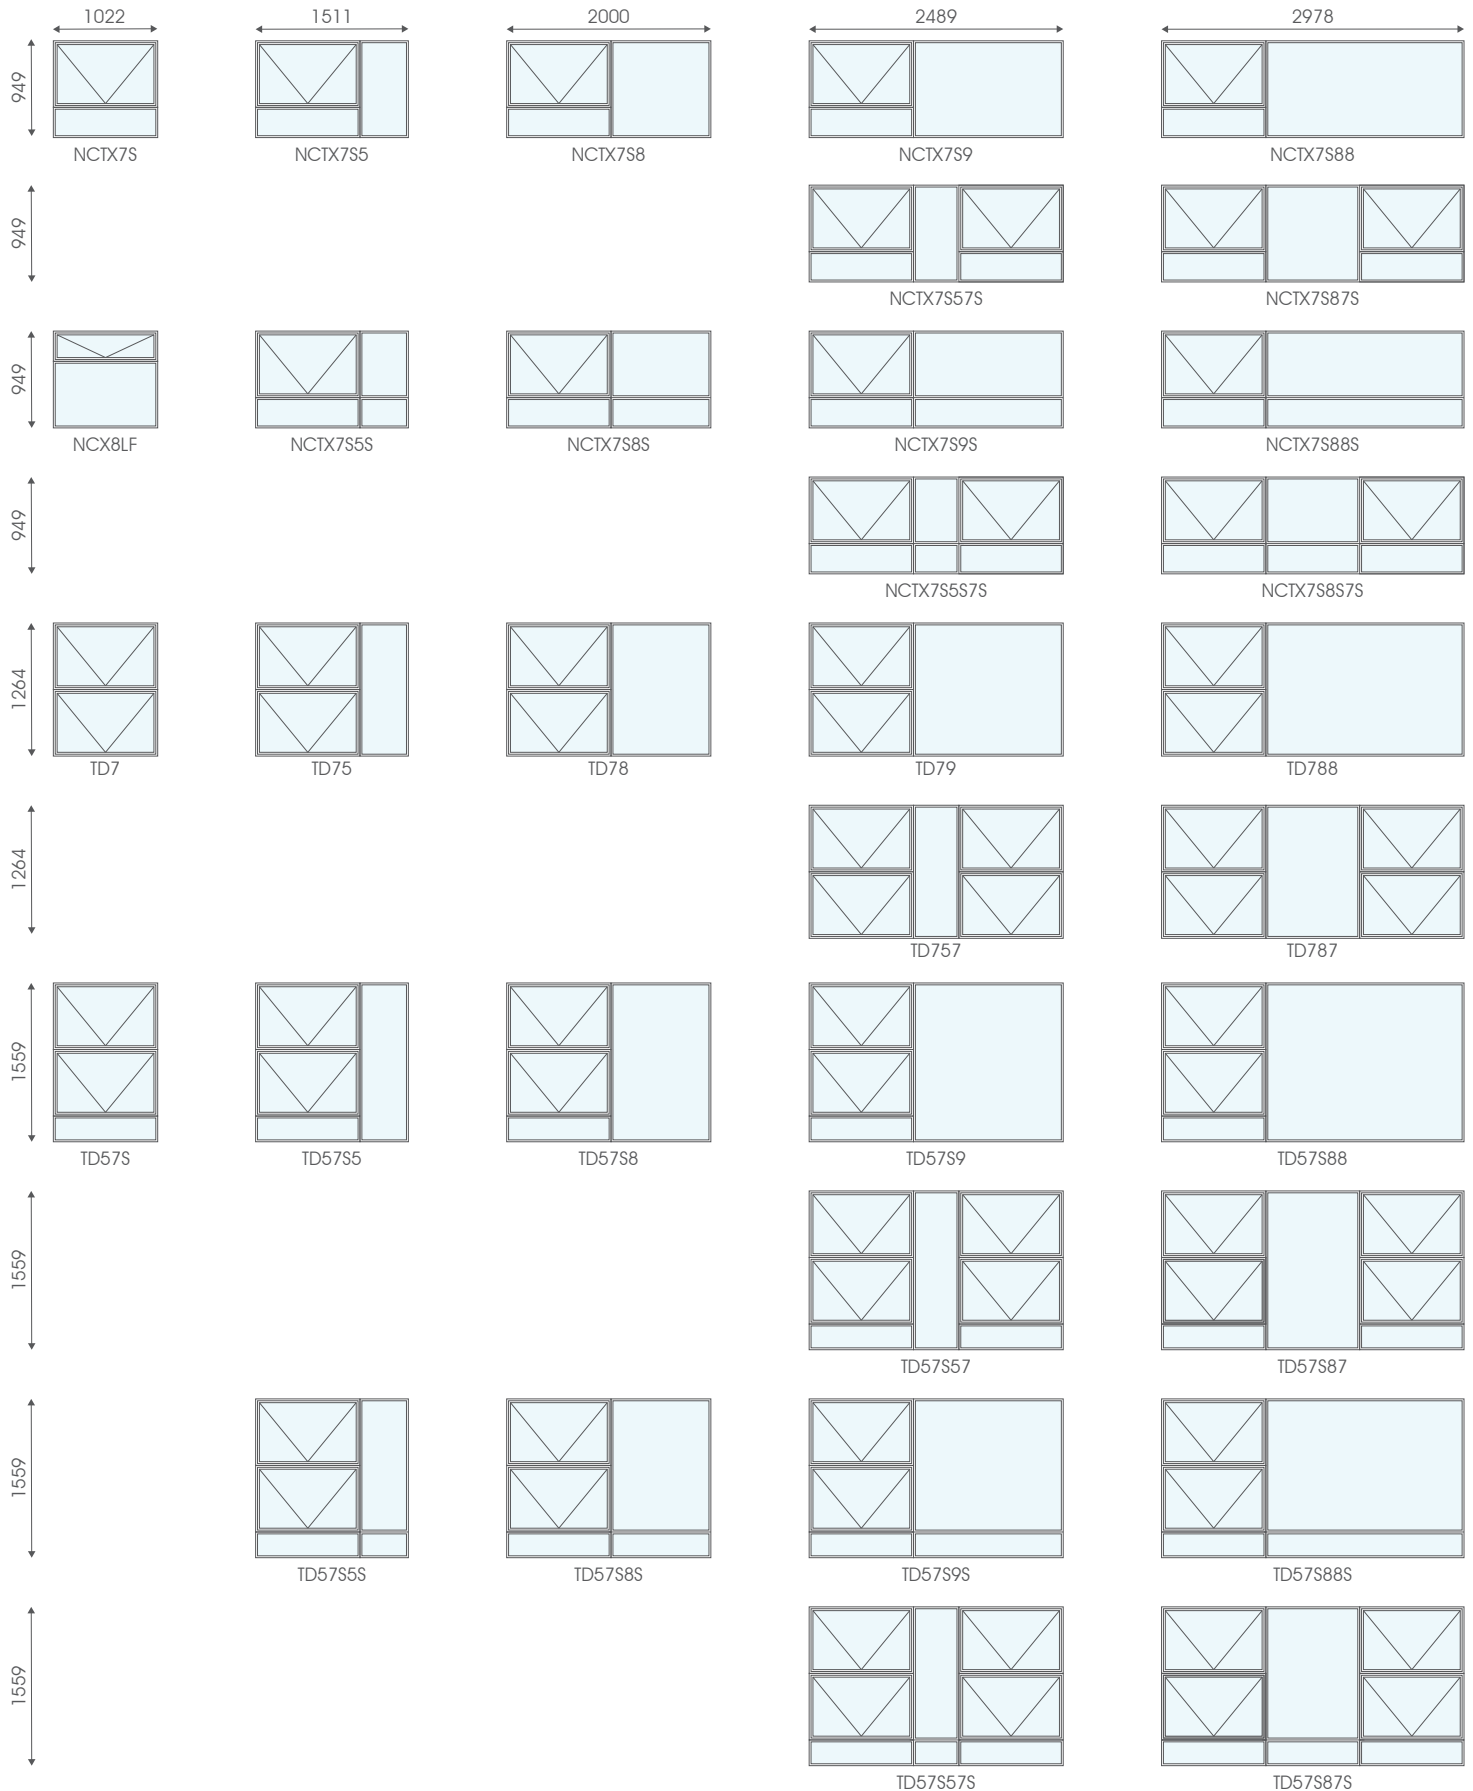 1022 1511 2000 2489 2978
949
NCTX7S NCTX7S5 NCTX7S8 NCTX7S9 NCTX7S88
949
NCTX7S57S NCTX7S87S
949
NCX8LF NCTX7S5S NCTX7S8S NCTX7S9S NCTX7S88S
949
NCTX7S5S7S NCTX7S8S7S
1264
TD7 TD75 TD78 TD79 TD788
1264
TD757 TD787
1559
TD57S TD57S5 TD57S8 TD57S9 TD57S88
1559
TD57S57 TD57S87
1559
TD57S5S TD57S8S TD57S9S TD57S88S
1559
TD57S57S TD57S87S